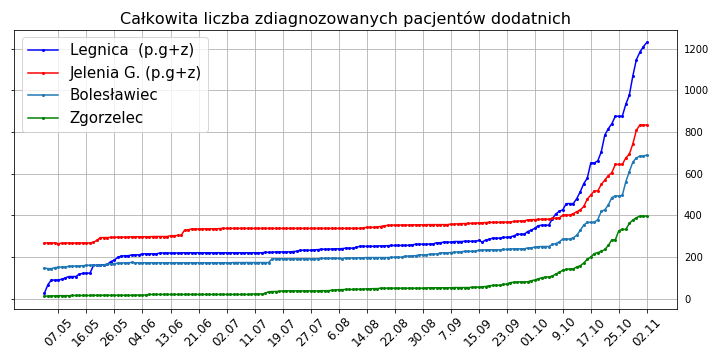 Całkowita liczba zdiagnozowanych pacjentów dodatnich
Legnica (p.g+z)
Jelenia G. (p.g+z)
Bolesławiec
Zgorzelec
1200
1000
800
600
400
200
0
07.05 16.05 26.05 04.06 13.06 21.06 02.07 11.07 19.07 27.07 6.08 14.08 22.08 30.08 7.09 15.09 23.09 01.10 9.10 17.10 25.10 02.11